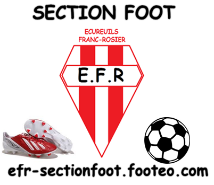 SECTION FOOT
ECUREUILS
FRANC-ROSIER
E.F.R
efr-sectionfoot.footeo.com